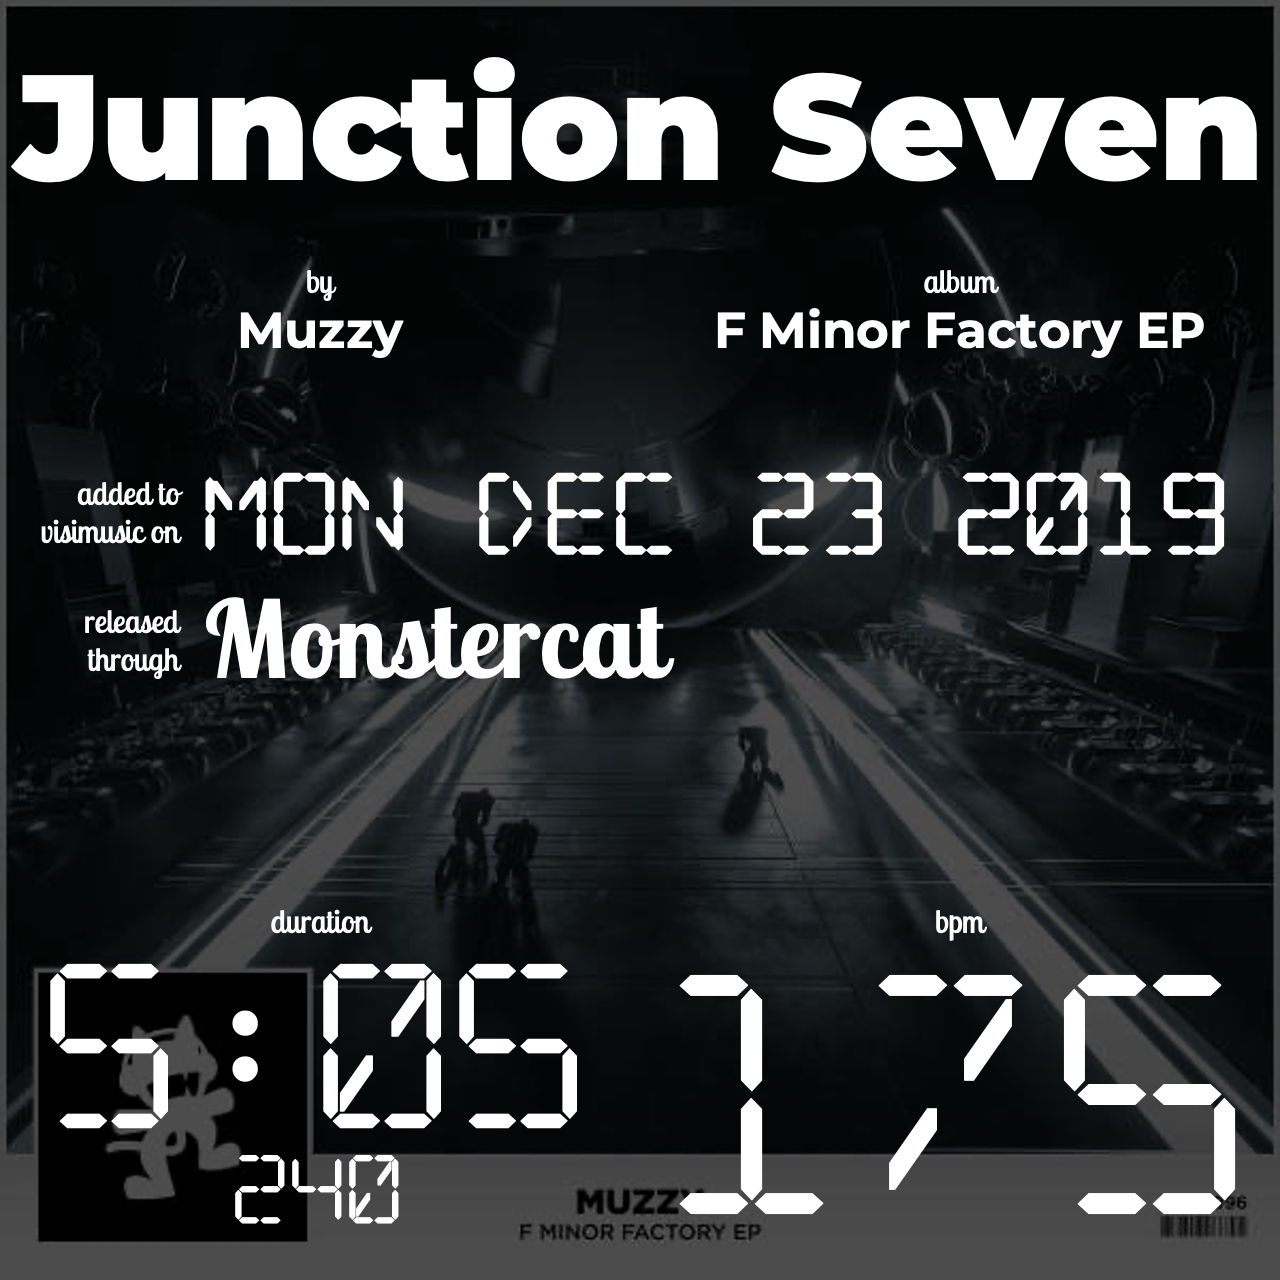 Junction Seven
by
Muzzy
album
F Minor Factory EP
added to
visimusic on
MON DEC 23 2019
released
through
Monstercat
duration
5:05
240
bpm
175
MUZZY
F MINOR FACTORY EP